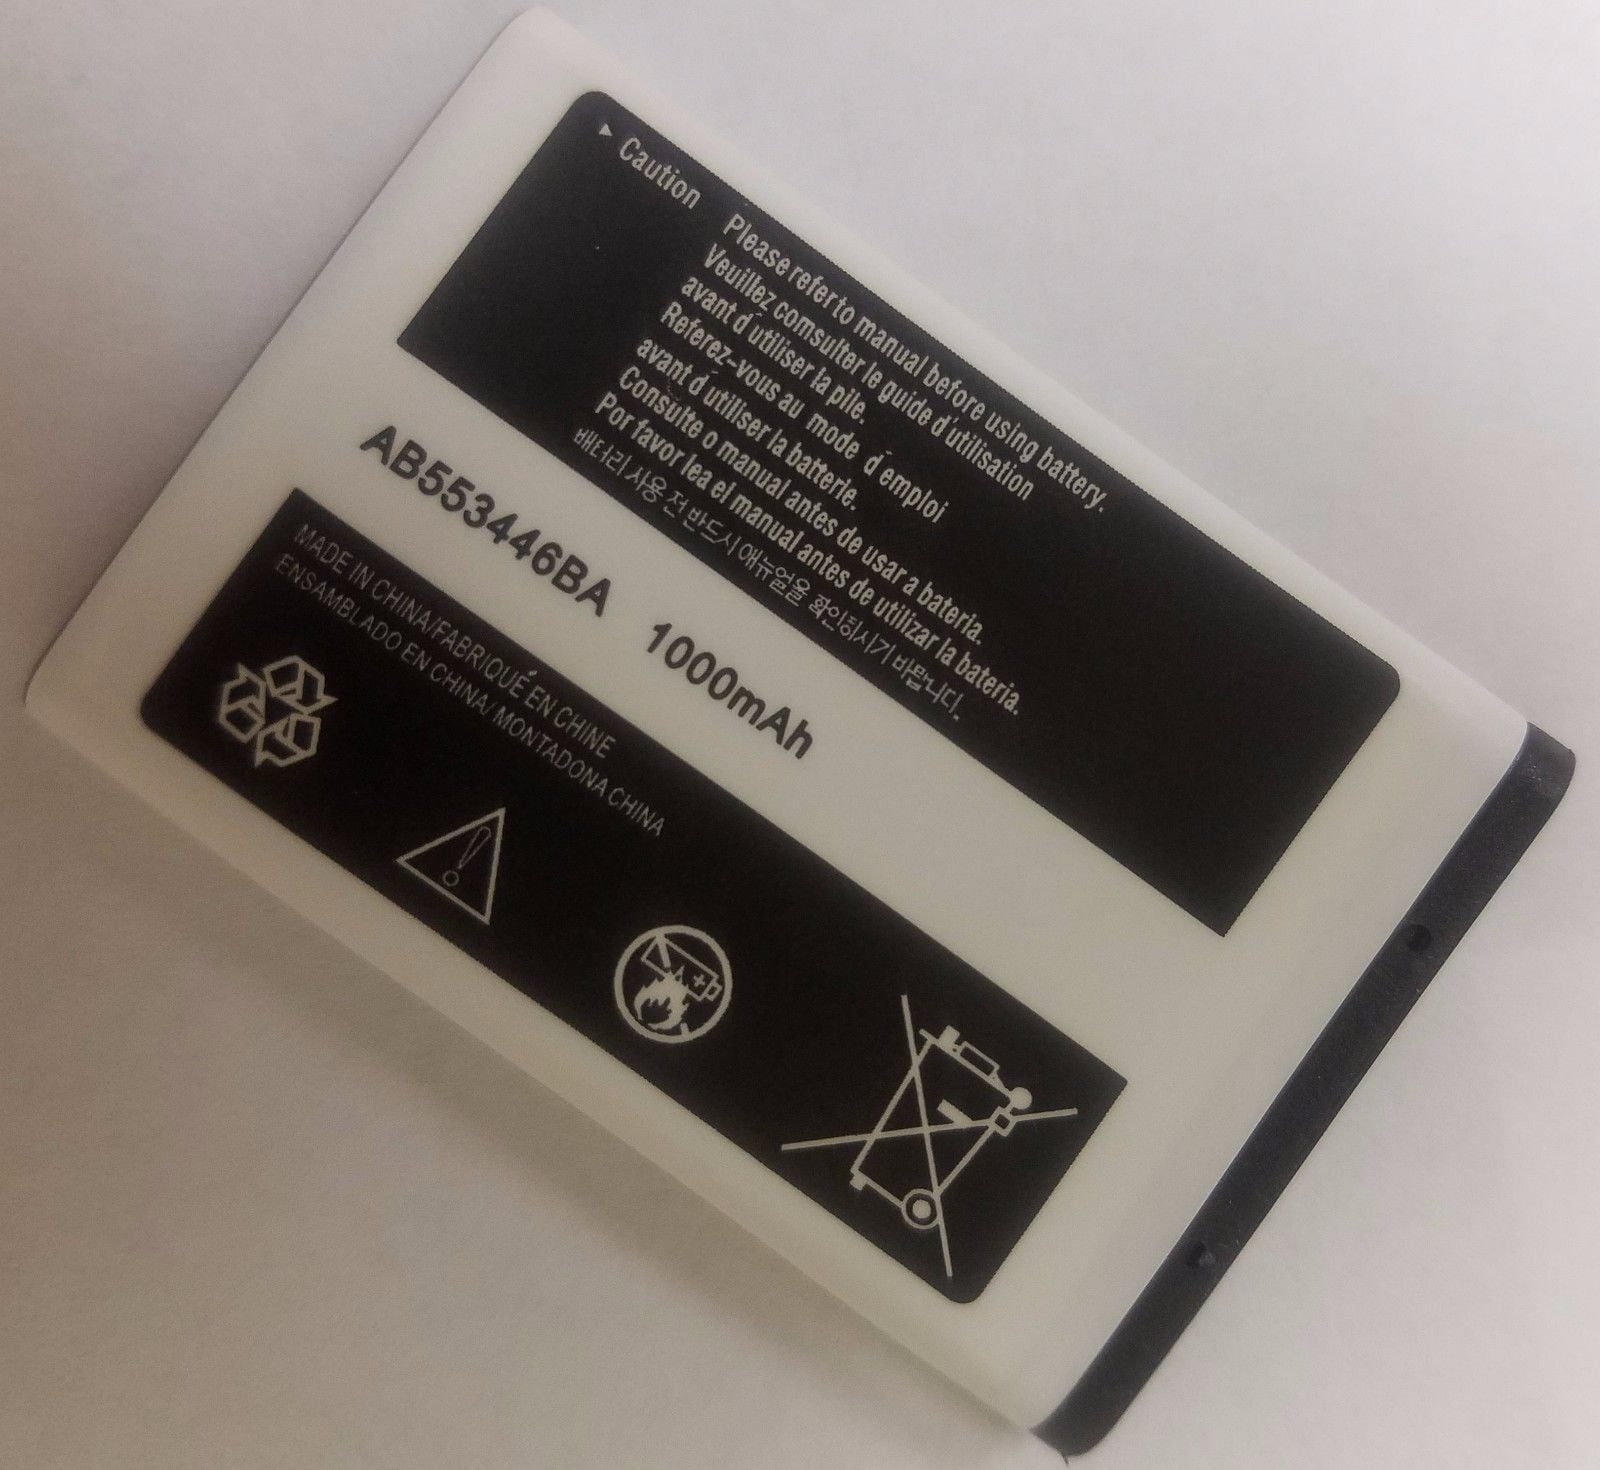 Caution Please refer to manual before using battery.
Veuillez comsulter le guide d'utilisation
avant d'utiliser la pile.
Referez-vous au mode d'emploi
avant d'utiliser la batterie.
Consulte o manual antes de usar a bateria.
Por favor lea el manual antes de utilizar la bateria.
배터리 사용 전 반드시 매뉴얼을 확인하시기 바랍니다.
AB553446BA 1000mAh
MADE IN CHINA/FABRIQUÉ EN CHINE
ENSAMBLADO EN CHINA/MONTADONA CHINA